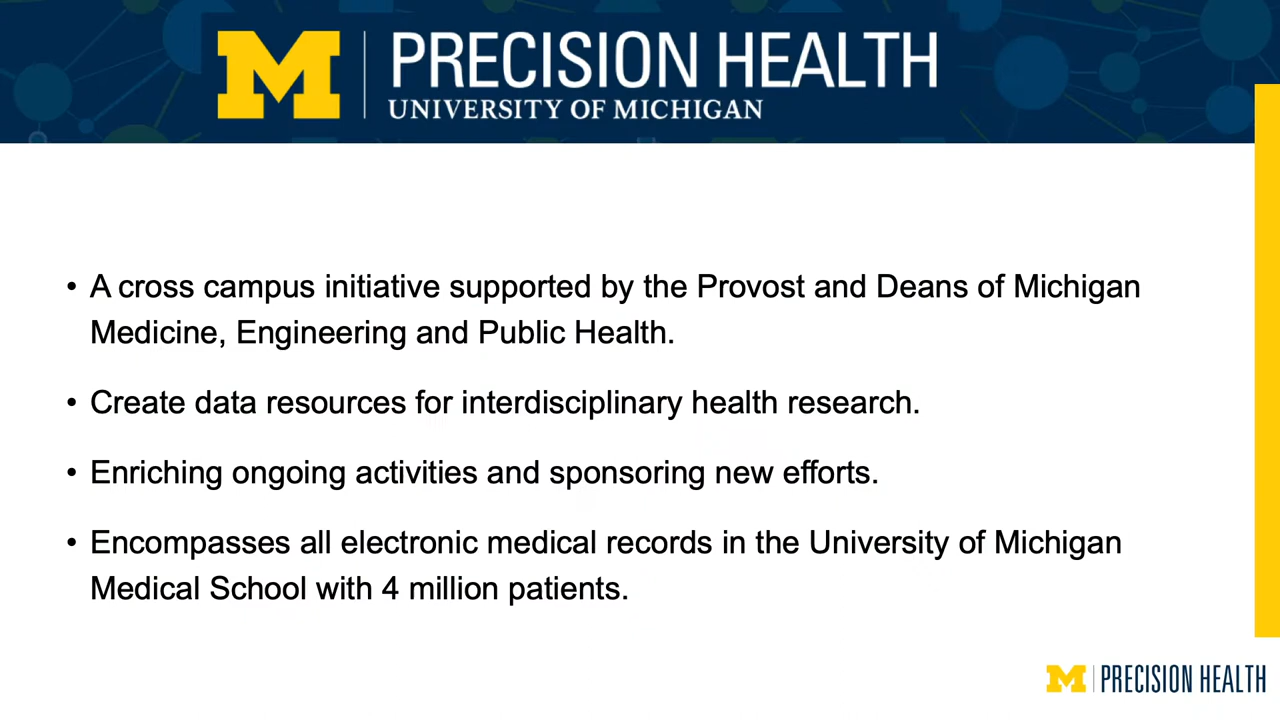 M PRECISION HEALTH
UNIVERSITY OF MICHIGAN
• A cross campus initiative supported by the Provost and Deans of Michigan
Medicine, Engineering and Public Health.
• Create data resources for interdisciplinary health research.
• Enriching ongoing activities and sponsoring new efforts.
• Encompasses all electronic medical records in the University of Michigan
Medical School with 4 million patients.
M PRECISION HEALTH